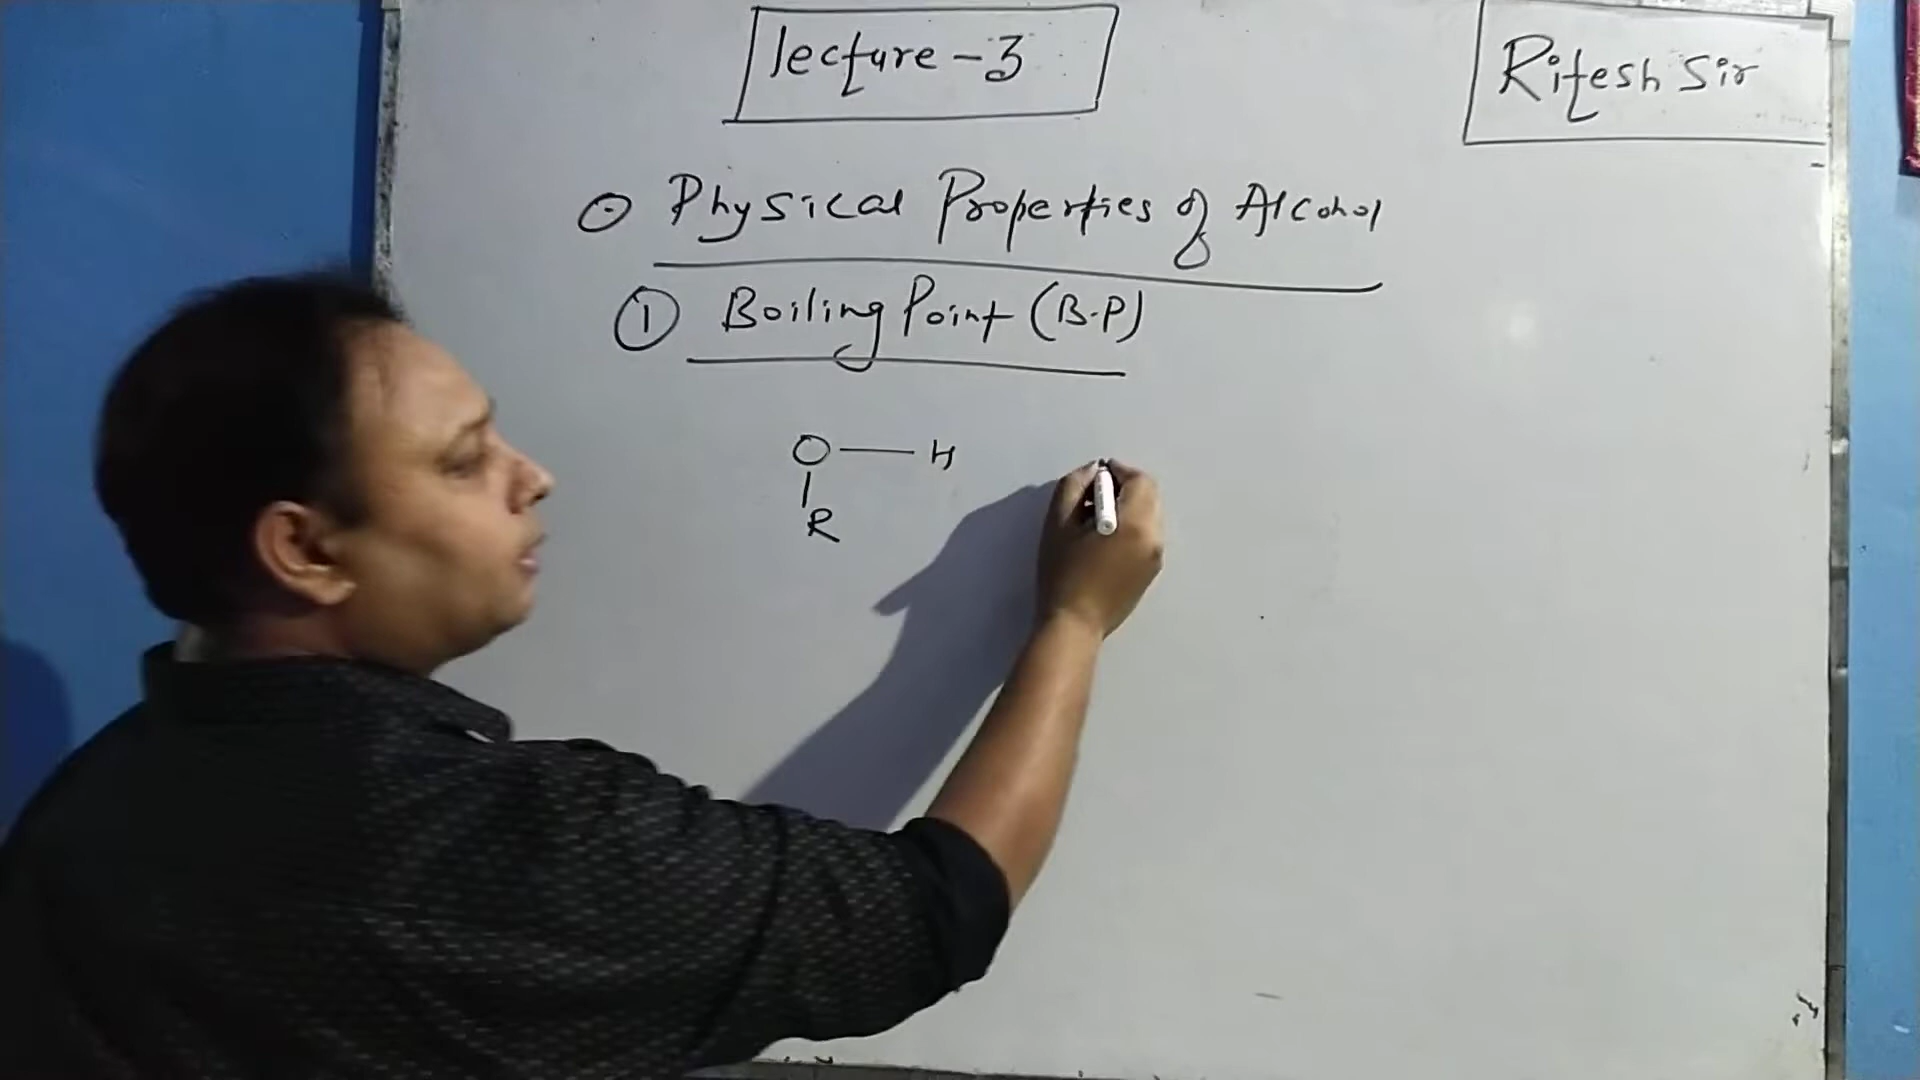 lecture - 3
Ritesh Sir
⊙ Physical Properties of Alcohol
① Boiling Point (B.P)
O — H
|
R